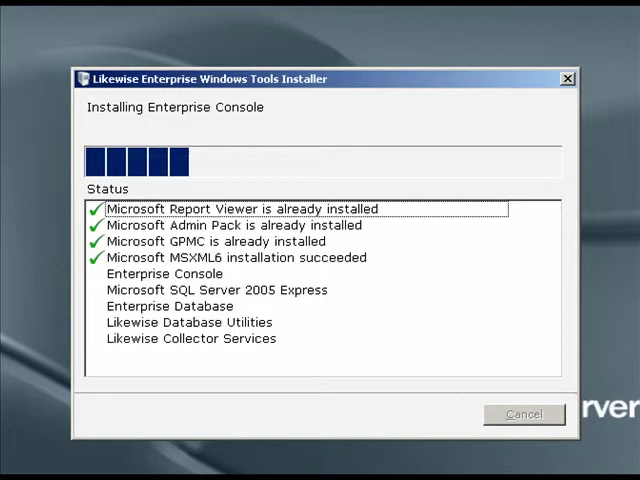 Likewise Enterprise Windows Tools Installer
Installing Enterprise Console
Status
Microsoft Report Viewer is already installed
Microsoft Admin Pack is already installed
Microsoft GPMC is already installed
Microsoft MSXML6 installation succeeded
Enterprise Console
Microsoft SQL Server 2005 Express
Enterprise Database
Likewise Database Utilities
Likewise Collector Services
Cancel
rver